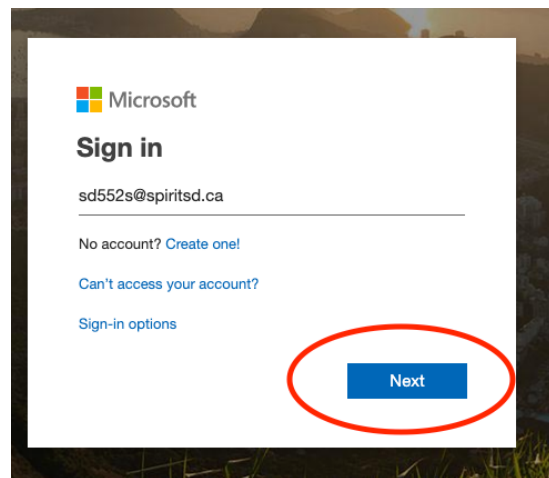 Microsoft
Sign in
sd552s@spiritsd.ca
No account? Create one!
Can't access your account?
Sign-in options
Next